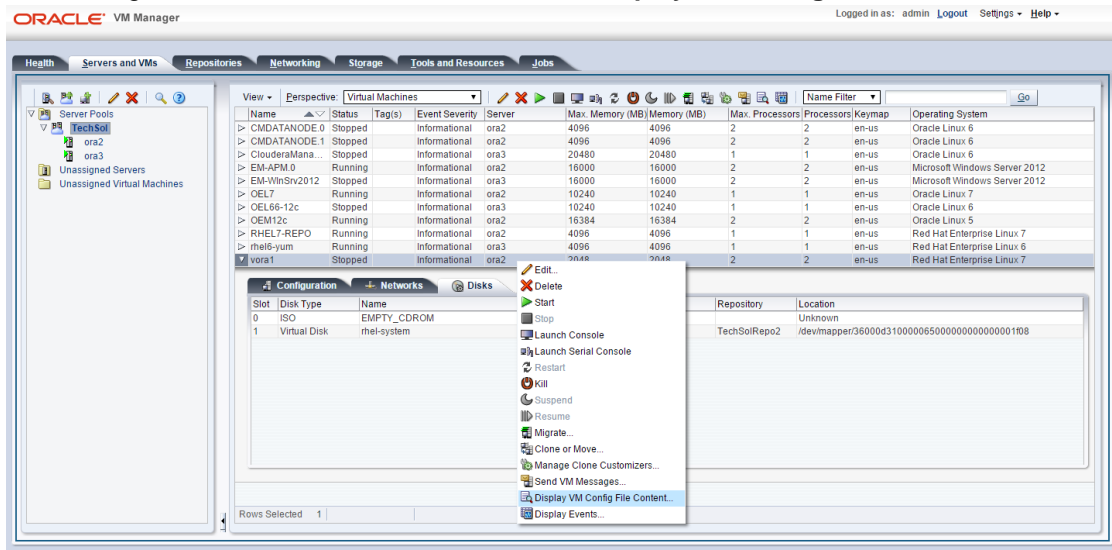 ORACLE VM Manager
Logged in as: admin Logout Settings Help
Health Servers and VMs Repositories Networking Storage Tools and Resources Jobs
View Perspective: Virtual Machines Name Filter Go
Server Pools
TechSol
ora2
ora3
Unassigned Servers
Unassigned Virtual Machines
Name Status Tag(s) Event Severity Server Max. Memory (MB) Memory (MB) Max. Processors Processors Keymap Operating System
CMDATANODE.0 Stopped Informational ora2 4096 4096 2 2 en-us Oracle Linux 6
CMDATANODE.1 Stopped Informational ora2 4096 4096 2 2 en-us Oracle Linux 6
ClouderaMana... Stopped Informational ora3 20480 20480 1 1 en-us Oracle Linux 6
EM-APM.0 Running Informational ora2 16000 16000 2 2 en-us Microsoft Windows Server 2012
EM-WInSrv2012 Stopped Informational ora3 16000 16000 2 2 en-us Microsoft Windows Server 2012
OEL7 Running Informational ora2 10240 10240 1 1 en-us Oracle Linux 7
OEL66-12c Stopped Informational ora3 10240 10240 1 1 en-us Oracle Linux 6
OEM12c Running Informational ora2 16384 16384 2 2 en-us Oracle Linux 5
RHEL7-REPO Running Informational ora2 4096 4096 1 1 en-us Red Hat Enterprise Linux 7
rhel6-yum Running Informational ora3 4096 4096 1 1 en-us Red Hat Enterprise Linux 6
vora1 Stopped Informational ora2 2048 2048 2 2 en-us Red Hat Enterprise Linux 7
Configuration Networks Disks
Slot Disk Type Name Repository Location
0 ISO EMPTY_CDROM Unknown
1 Virtual Disk rhel-system TechSolRepo2
Edit...
Delete
Start
Stop
Launch Console
Launch Serial Console
Restart
Kill
Suspend
Resume
Migrate...
Clone or Move...
Manage Clone Customizers...
Send VM Messages...
Display VM Config File Content...
Display Events...
Rows Selected 1